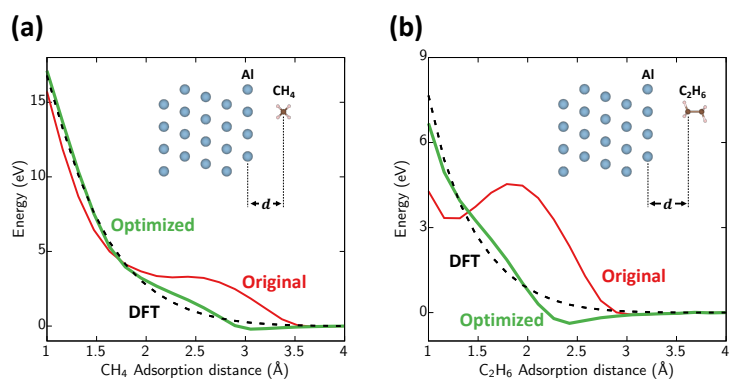 (a)
Energy (eV)
15
10
5
0
1
1.5
2
2.5
3
3.5
4
CH4 Adsorption distance (Å)
Al
CH4
d
Optimized
Original
DFT
(b)
Energy (eV)
9
6
3
0
1
1.5
2
2.5
3
3.5
4
C2H6 Adsorption distance (Å)
Al
C2H6
d
DFT
Original
Optimized